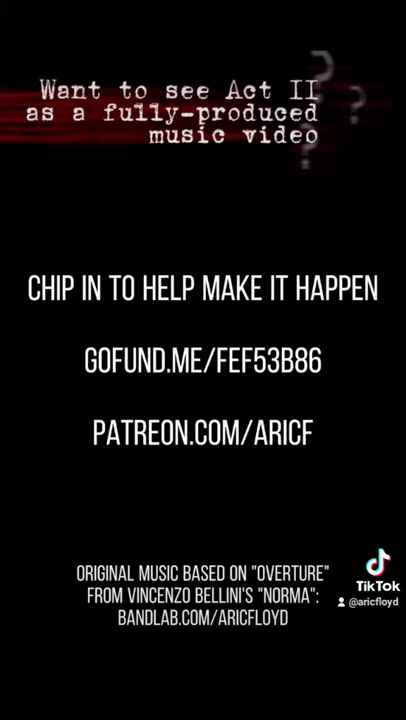 Want to see Act II
as a fully-produced
music video
? ? ?
CHIP IN TO HELP MAKE IT HAPPEN
GOFUND.ME/FEF53B86
PATREON.COM/ARICF
ORIGINAL MUSIC BASED ON "OVERTURE"
FROM VINCENZO BELLINI'S "NORMA":
BANDLAB.COM/ARICFLOYD
TikTok
@aricfloyd